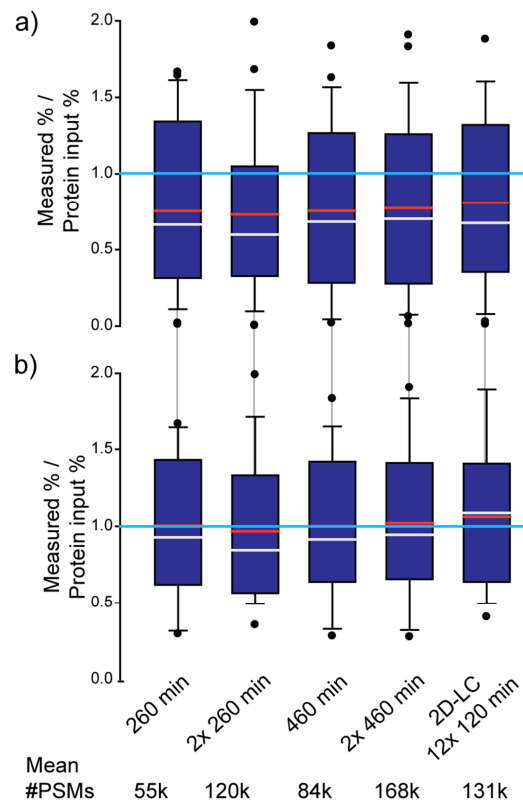 a)
Measured % /
Protein input %
2.0
1.5
1.0
0.5
0.0
b)
Measured % /
Protein input %
2.0
1.5
1.0
0.5
0.0
260 min
2x 260 min
460 min
2x 460 min
2D-LC
12x 120 min
Mean
#PSMs 55k 120k 84k 168k 131k